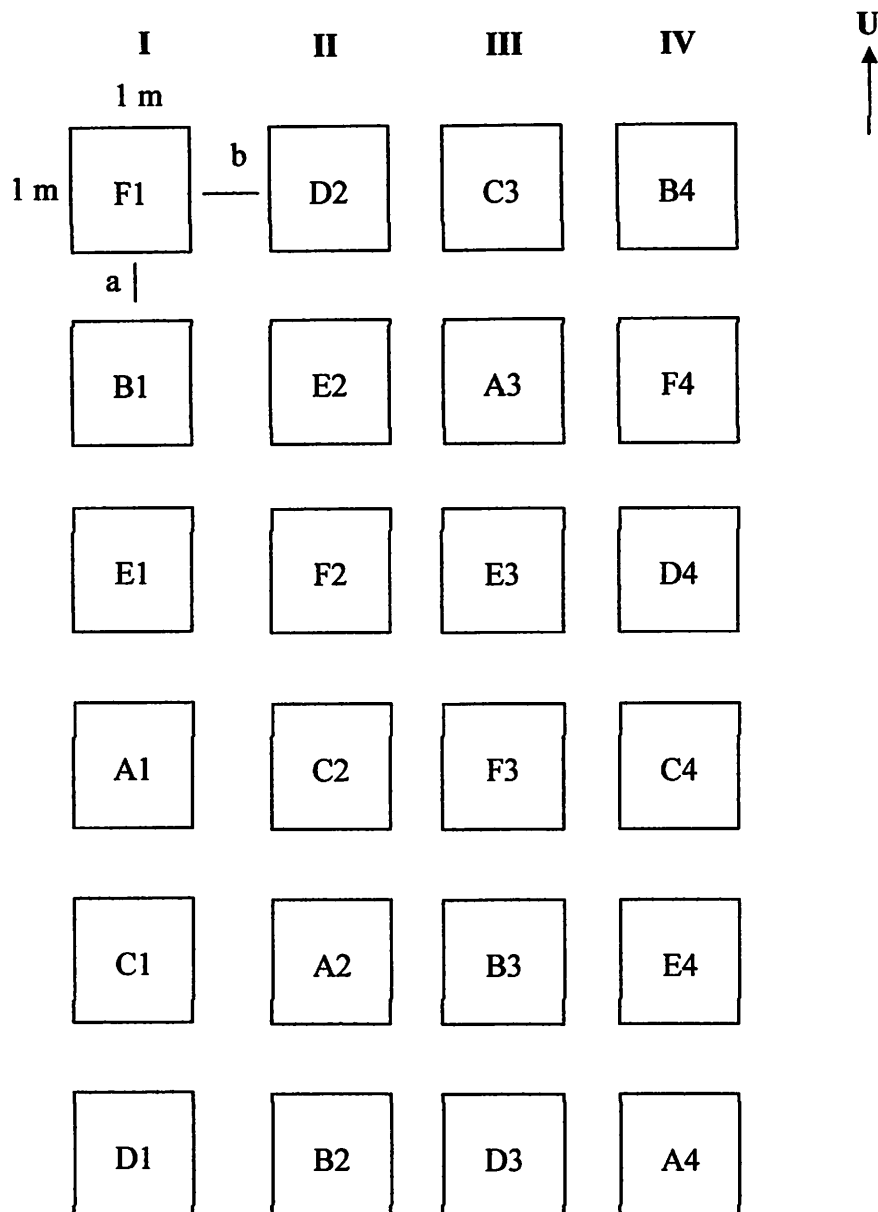 I II III IV U
1 m
1 m F1 b D2 C3 B4
a
B1 E2 A3 F4
E1 F2 E3 D4
A1 C2 F3 C4
C1 A2 B3 E4
D1 B2 D3 A4